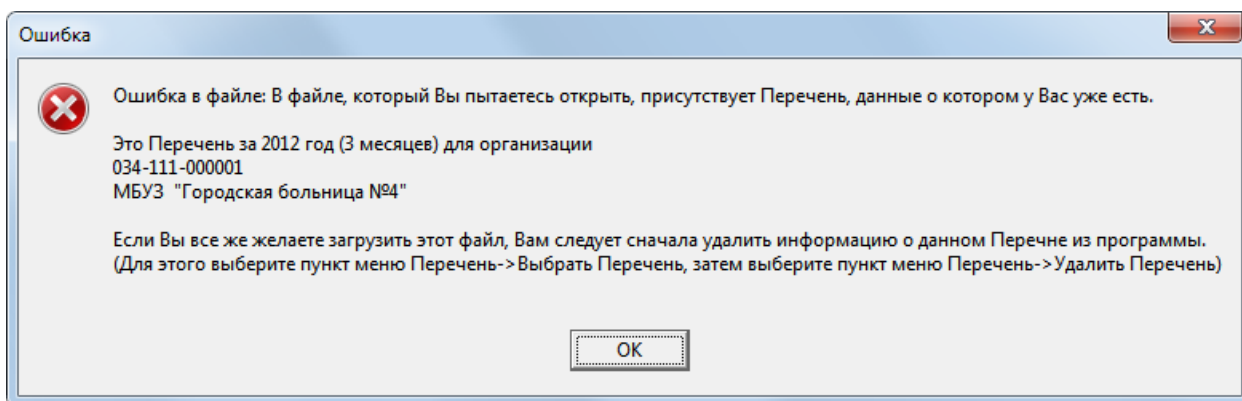 Ошибка
Ошибка в файле: В файле, который Вы пытаетесь открыть, присутствует Перечень, данные о котором у Вас уже есть.
Это Перечень за 2012 год (3 месяцев) для организации
034-111-000001
МБУЗ "Городская больница №4"
Если Вы все же желаете загрузить этот файл, Вам следует сначала удалить информацию о данном Перечне из программы.
(Для этого выберите пункт меню Перечень->Выбрать Перечень, затем выберите пункт меню Перечень->Удалить Перечень)
ОК